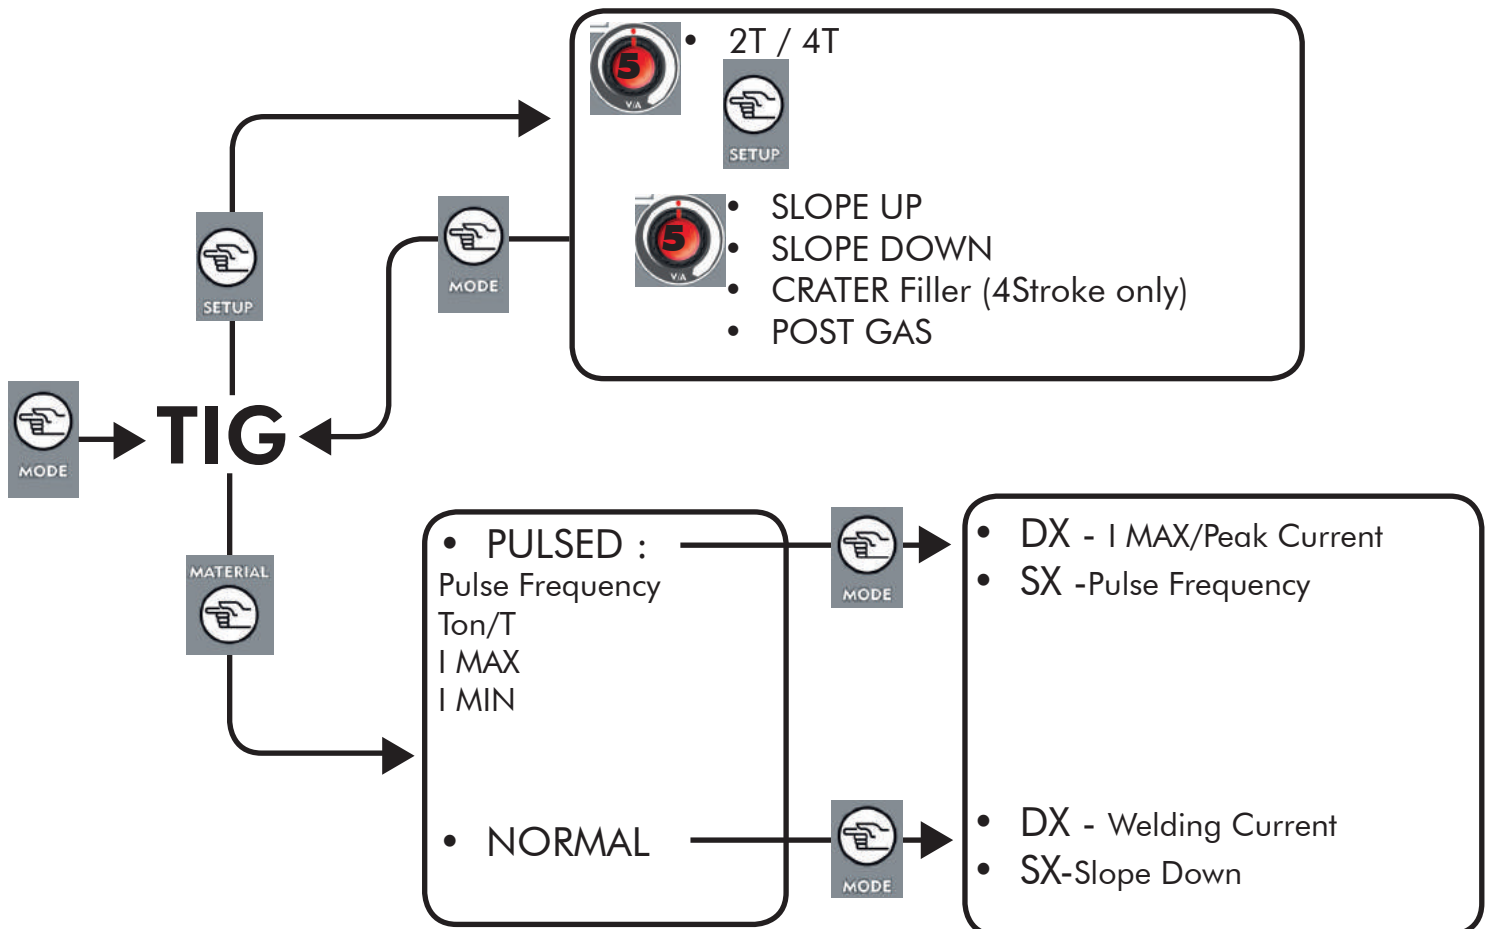 5
V/A
• 2T / 4T
SETUP
5
V/A
• SLOPE UP
• SLOPE DOWN
• CRATER Filler (4Stroke only)
• POST GAS
SETUP
MODE
MODE
TIG
MATERIAL
• PULSED :
Pulse Frequency
Ton/T
I MAX
I MIN
• NORMAL
MODE
MODE
• DX - I MAX/Peak Current
• SX -Pulse Frequency
• DX - Welding Current
• SX-Slope Down